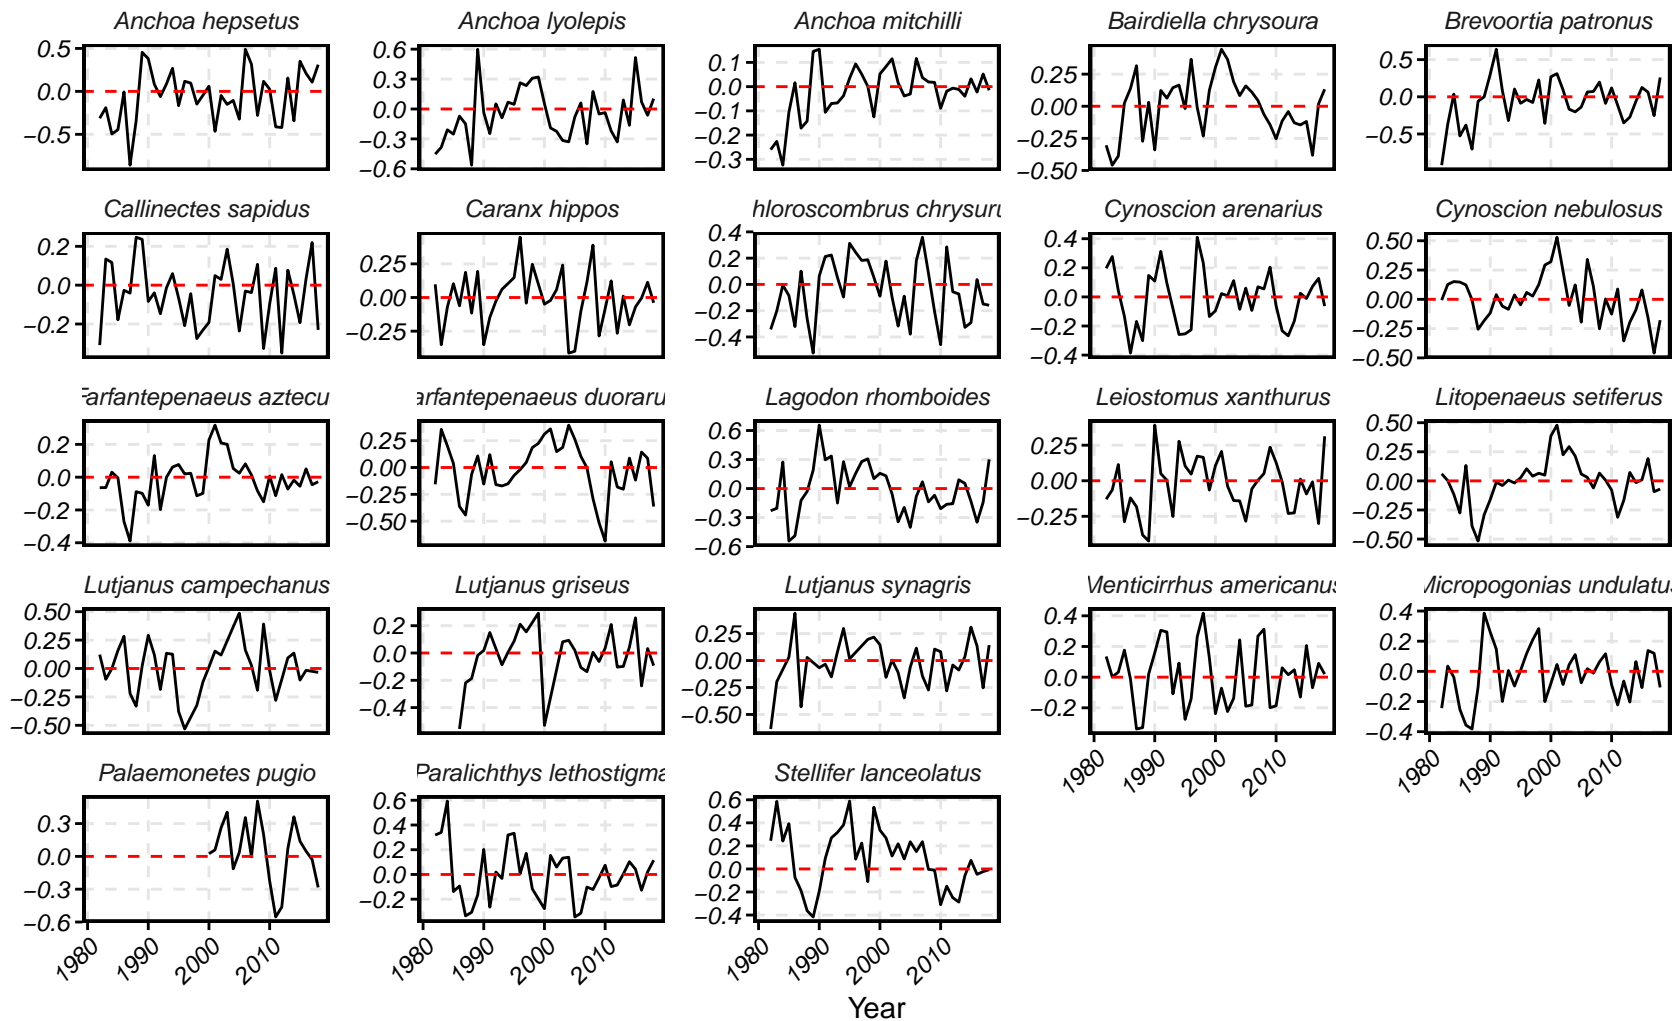 Anchoa hepsetus Anchoa lyolepis Anchoa mitchilli Bairdiella chrysoura Brevoortia patronus
0.5 0.6 0.1 0.25 0.5
0.0 0.3 0.0 0.00 0.0
−0.5 0.0 −0.1 −0.25 −0.5
−0.3 −0.2 −0.50
−0.6 −0.3
Callinectes sapidus Caranx hippos hloroscombrus chrysuru Cynoscion arenarius Cynoscion nebulosus
0.2 0.25 0.4 0.4 0.50
0.0 0.00 0.2 0.2 0.25
−0.2 −0.25 0.0 0.0 0.00
−0.2 −0.2 −0.25
−0.4 −0.4 −0.50
Farfantepenaeus aztecu arfantepenaeus duoraru Lagodon rhomboides Leiostomus xanthurus Litopenaeus setiferus
0.2 0.25 0.6 0.25 0.50
0.0 0.00 0.3 0.00 0.25
−0.2 −0.25 0.0 −0.25 0.00
−0.4 −0.50 −0.3 −0.25
−0.6 −0.50
Lutjanus campechanus Lutjanus griseus Lutjanus synagris Menticirrhus americanus Micropogonias undulatus
0.50 0.2 0.25 0.4 0.4
0.25 0.0 0.00 0.2 0.2
0.00 −0.2 −0.25 0.0 0.0
−0.25 −0.4 −0.50 −0.2 −0.2
−0.50 −0.4
1980 1990 2000 2010 1980 1990 2000 2010
Palaemonetes pugio Paralichthys lethostigma Stellifer lanceolatus
0.3 0.6 0.6
0.0 0.4 0.4
−0.3 0.2 0.2
−0.6 0.0 0.0
−0.2 −0.2
−0.4
1980 1990 2000 2010 1980 1990 2000 2010 1980 1990 2000 2010
Year